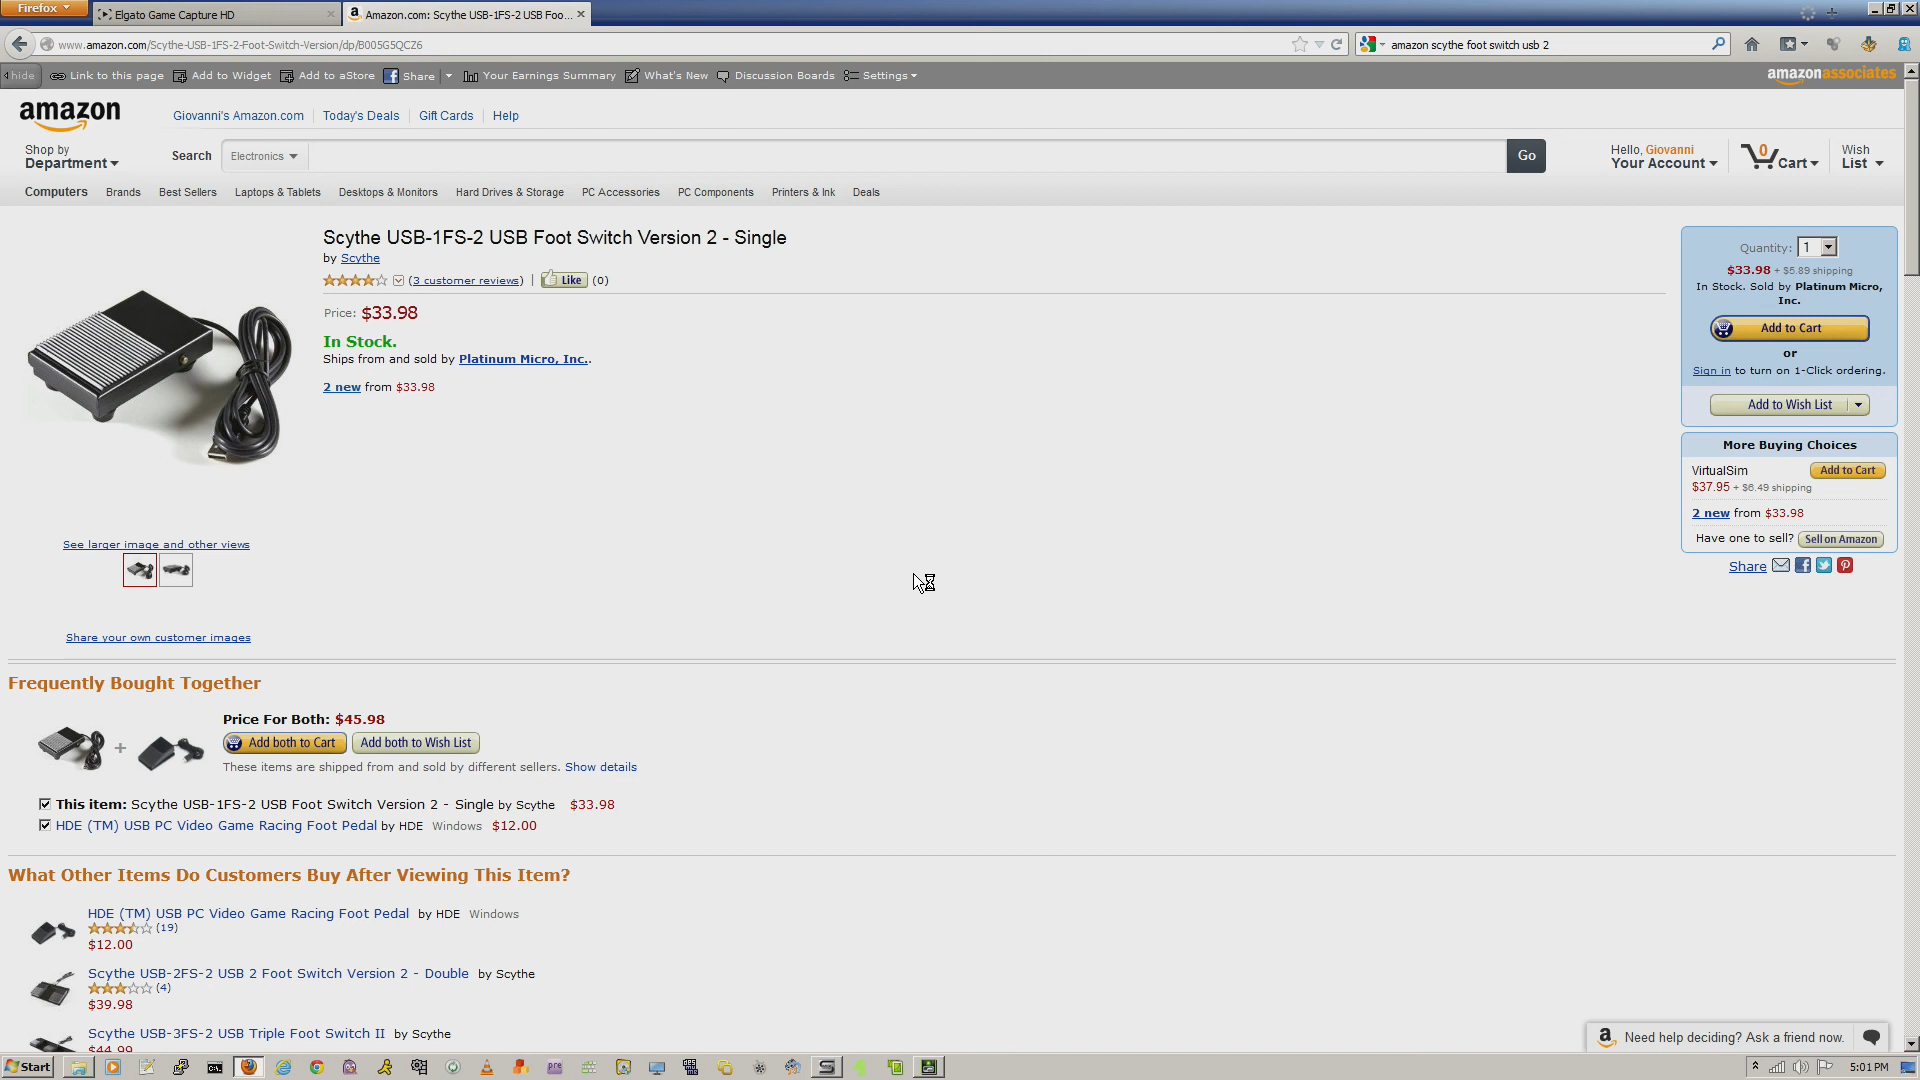 Firefox
Elgato Game Capture HD
Amazon.com: Scythe USB-1FS-2 USB Foo...
www.amazon.com/Scythe-USB-1FS-2-Foot-Switch-Version/dp/B005G5QCZ6
amazon scythe foot switch usb 2
hide
Link to this page
Add to Widget
Add to aStore
Share
Your Earnings Summary
What's New
Discussion Boards
Settings
amazonassociates
amazon
Giovanni's Amazon.com
Today's Deals
Gift Cards
Help
Shop by
Department
Search
Electronics
Go
Hello, Giovanni
Your Account
0
Cart
Wish
List
Computers
Brands
Best Sellers
Laptops & Tablets
Desktops & Monitors
Hard Drives & Storage
PC Accessories
PC Components
Printers & Ink
Deals
Scythe USB-1FS-2 USB Foot Switch Version 2 - Single
by Scythe
(3 customer reviews) | Like (0)
Price: $33.98
In Stock.
Ships from and sold by Platinum Micro, Inc..
2 new from $33.98
See larger image and other views
Share your own customer images
Quantity: 1
$33.98 + $5.89 shipping
In Stock. Sold by Platinum Micro,
Inc.
Add to Cart
or
Sign in to turn on 1-Click ordering.
Add to Wish List
More Buying Choices
VirtualSim
Add to Cart
$37.95 + $6.49 shipping
2 new from $33.98
Have one to sell? Sell on Amazon
Share
Frequently Bought Together
Price For Both: $45.98
Add both to Cart
Add both to Wish List
These items are shipped from and sold by different sellers. Show details
This item: Scythe USB-1FS-2 USB Foot Switch Version 2 - Single by Scythe $33.98
HDE (TM) USB PC Video Game Racing Foot Pedal by HDE Windows $12.00
What Other Items Do Customers Buy After Viewing This Item?
HDE (TM) USB PC Video Game Racing Foot Pedal by HDE Windows
(19)
$12.00
Scythe USB-2FS-2 USB 2 Foot Switch Version 2 - Double by Scythe
(4)
$39.98
Scythe USB-3FS-2 USB Triple Foot Switch II by Scythe
$44.99
Need help deciding? Ask a friend now.
Start
pre
5:01 PM